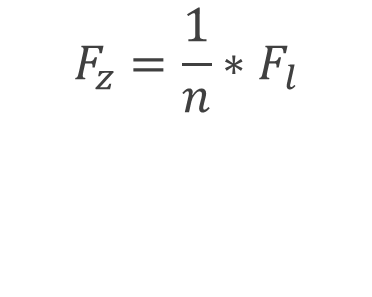 F_z = 1/n * F_l